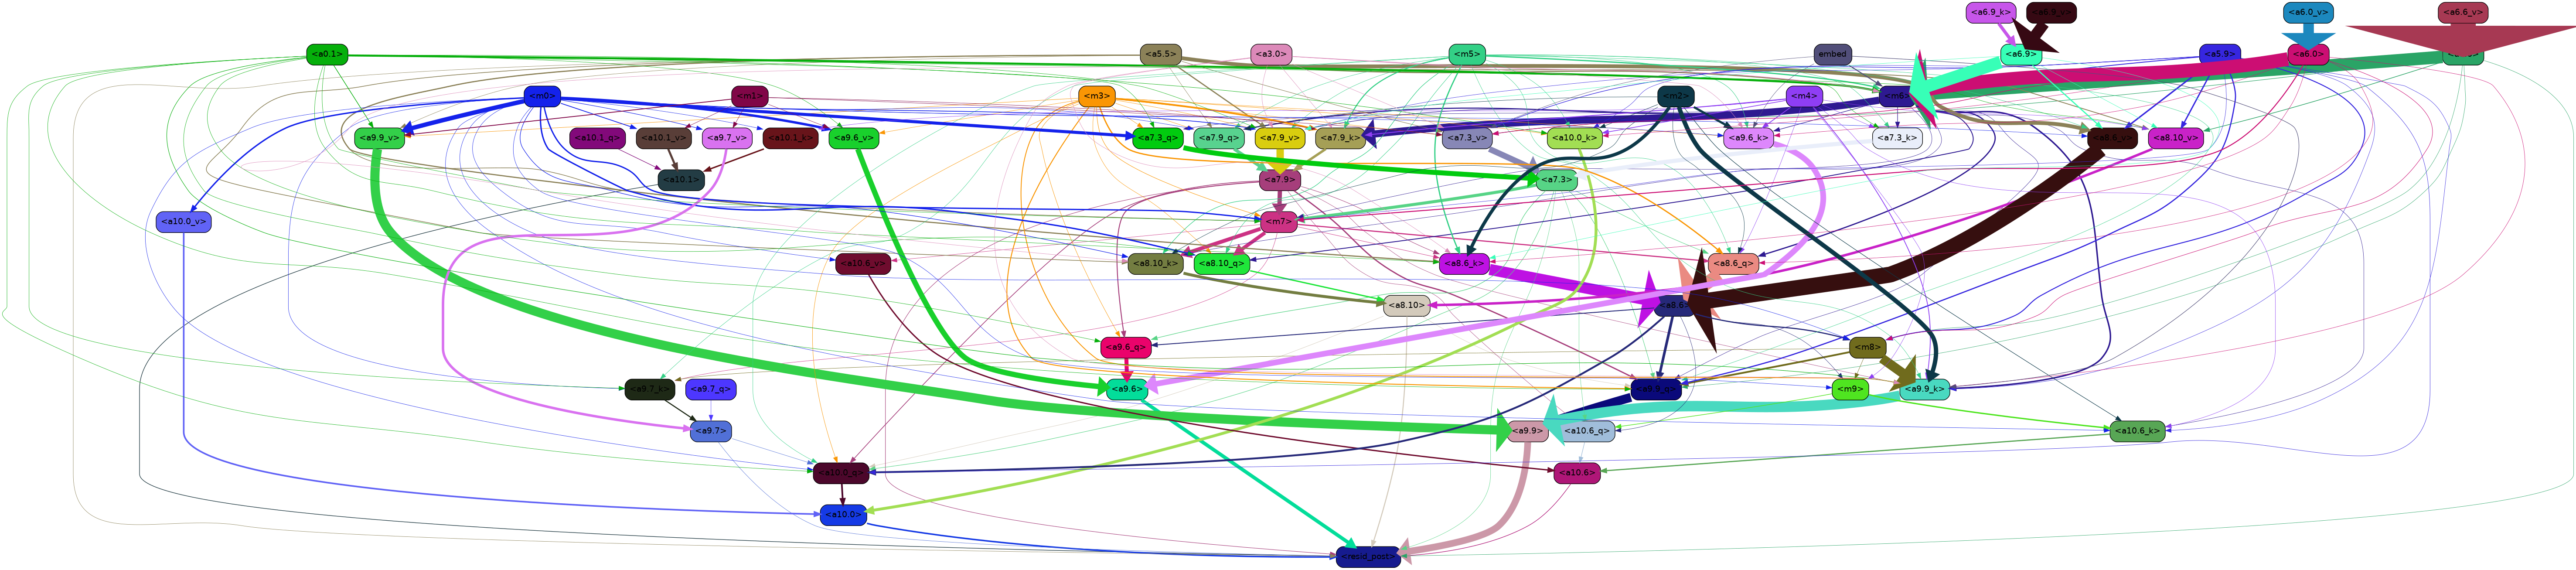 <a6.9_k> <a6.9_v> <a6.0_v> <a6.6_v>
<a0.1> <a5.5> <a3.0> <m5> embed <a6.9> <a5.9> <a6.0>
<m0> <m1> <m3> <m2> <m4> <m6>
<a9.9_v> <a10.1_q> <a10.1_v> <a9.7_v> <a10.1_k> <a9.6_v> <a7.3_q> <a7.9_q> <a7.9_v> <a7.9_k> <a7.3_v> <a10.0_k> <a9.6_k> <a7.3_k> <a8.6_v> <a8.10_v>
<a10.1> <a7.9> <a7.3>
<a10.0_v> <m7>
<a10.6_v> <a8.10_k> <a8.10_q> <a8.6_k> <a8.6_q>
<a8.10> <a8.6>
<a9.6_q> <m8>
<a9.7_k> <a9.7_q> <a9.6> <a9.9_q> <m9> <a9.9_k>
<a9.7> <a9.9> <a10.6_q> <a10.6_k>
<a10.0_q> <a10.6>
<a10.0>
<resid_post>